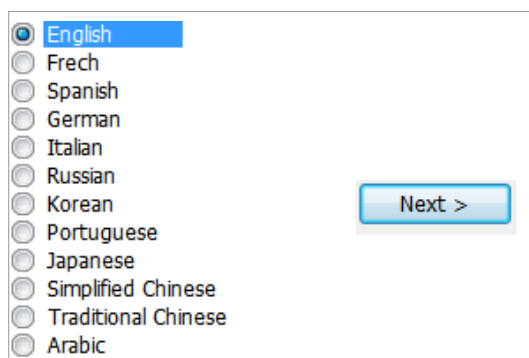 English
Frech
Spanish
German
Italian
Russian
Korean
Next >
Portuguese
Japanese
Simplified Chinese
Traditional Chinese
Arabic